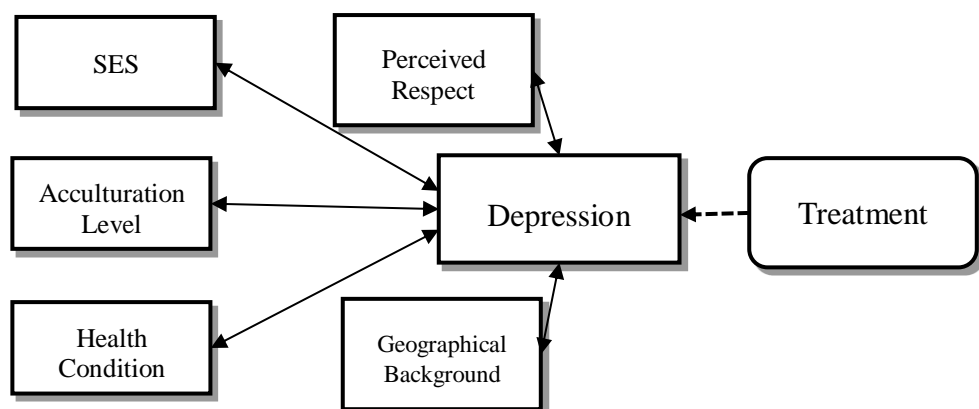 SES
Perceived
Respect
Acculturation
Level
Depression
Treatment
Health
Condition
Geographical
Background